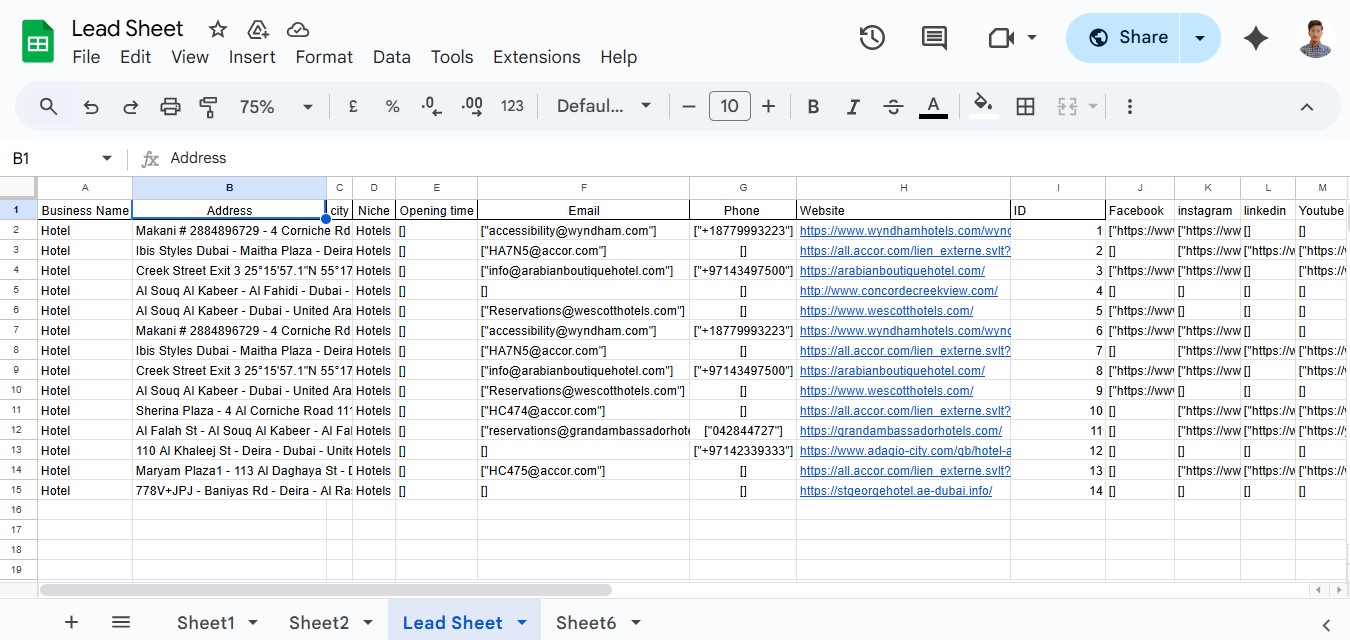 Lead Sheet
File Edit View Insert Format Data Tools Extensions Help
Share
75% £ % .0 .00 123 Defaul... 10 B I S A
B1 fx Address
A B C D E F G H I J K L M
1 Business Name Address city Niche Opening time Email Phone Website ID Facebook instagram linkedin Youtube
2 Hotel Makani # 2884896729 - 4 Corniche Rd Hotels [] ["accessibility@wyndham.com"] ["+18779993223"] https://www.wyndhamhotels.com/wynd 1 ["https://www ["https://ww [] []
3 Hotel Ibis Styles Dubai - Maitha Plaza - Deira Hotels [] ["HA7N5@accor.com"] [] https://all.accor.com/lien_externe.svlt? 2 [] ["https://ww ["https://w ["https://
4 Hotel Creek Street Exit 3 25°15'57.1"N 55°17 Hotels [] ["info@arabianboutiquehotel.com"] ["+97143497500"] https://arabianboutiquehotel.com/ 3 ["https://www ["https://ww [] ["https://
5 Hotel Al Souq Al Kabeer - Al Fahidi - Dubai - Hotels [] [] [] http://www.concordecreekview.com/ 4 [] [] [] []
6 Hotel Al Souq Al Kabeer - Dubai - United Ara Hotels [] ["Reservations@wescotthotels.com"] [] https://www.wescotthotels.com/ 5 ["https://www [] [] []
7 Hotel Makani # 2884896729 - 4 Corniche Rd Hotels [] ["accessibility@wyndham.com"] ["+18779993223"] https://www.wyndhamhotels.com/wynd 6 ["https://www ["https://ww [] []
8 Hotel Ibis Styles Dubai - Maitha Plaza - Deira Hotels [] ["HA7N5@accor.com"] [] https://all.accor.com/lien_externe.svlt? 7 [] ["https://ww ["https://w ["https://
9 Hotel Creek Street Exit 3 25°15'57.1"N 55°17 Hotels [] ["info@arabianboutiquehotel.com"] ["+97143497500"] https://arabianboutiquehotel.com/ 8 ["https://www ["https://ww [] ["https://
10 Hotel Al Souq Al Kabeer - Dubai - United Ara Hotels [] ["Reservations@wescotthotels.com"] [] https://www.wescotthotels.com/ 9 ["https://www [] [] []
11 Hotel Sherina Plaza - 4 Al Corniche Road 11 Hotels [] ["HC474@accor.com"] [] https://all.accor.com/lien_externe.svlt? 10 [] ["https://ww ["https://w ["https://
12 Hotel Al Falah St - Al Souq Al Kabeer - Al Fal Hotels [] ["reservations@grandambassadorhote ["042844727"] https://grandambassadorhotels.com/ 11 [] ["https://ww [] ["https://
13 Hotel 110 Al Khaleej St - Deira - Dubai - Unite Hotels [] [] ["+97142339333"] https://www.adagio-city.com/gb/hotel-a 12 [] [] [] []
14 Hotel Maryam Plaza1 - 113 Al Daghaya St - D Hotels [] ["HC475@accor.com"] [] https://all.accor.com/lien_externe.svlt? 13 [] ["https://ww ["https://w ["https://
15 Hotel 778V+JPJ - Baniyas Rd - Deira - Al Ras Hotels [] [] [] https://stgeorgehotel.ae-dubai.info/ 14 [] [] [] []
16
17
18
19
Sheet1 Sheet2 Lead Sheet Sheet6